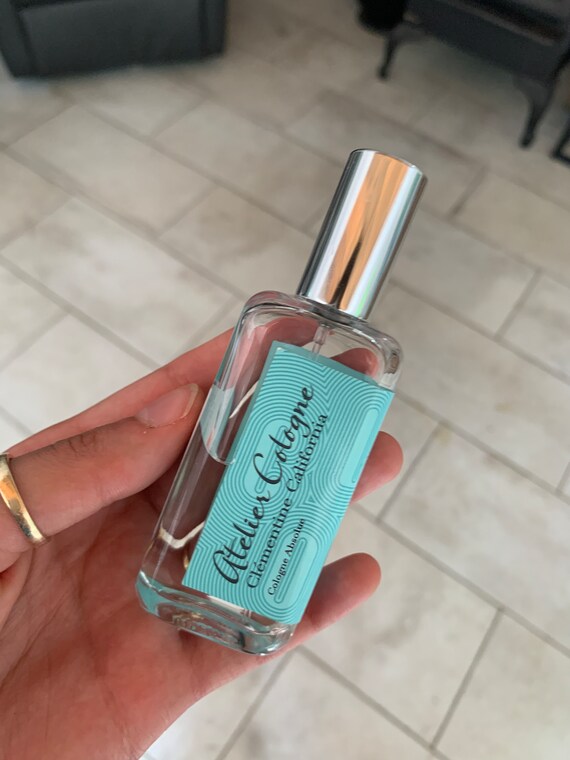 Atelier Cologne
Clémentine California
Cologne Absolue